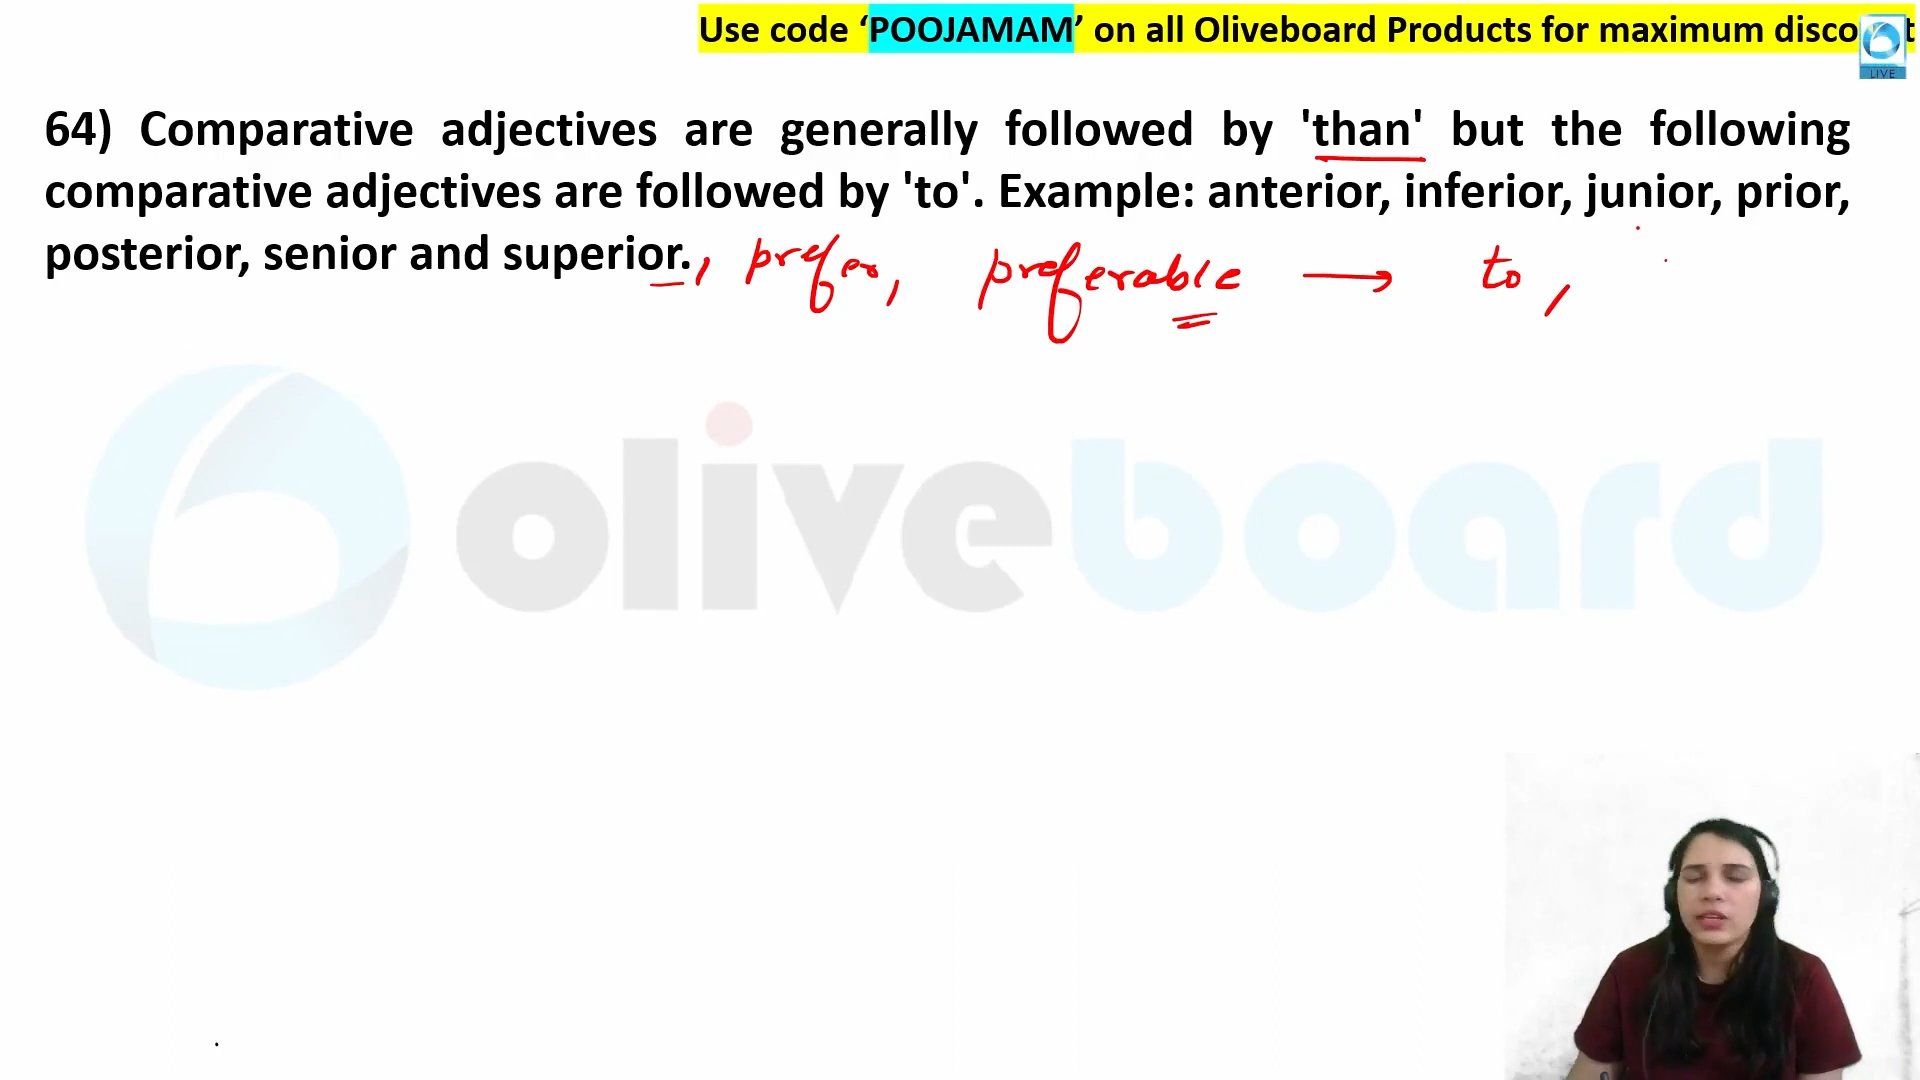 Use code ‘POOJAMAM’ on all Oliveboard Products for maximum disco t
LIVE
64) Comparative adjectives are generally followed by 'than' but the following
comparative adjectives are followed by 'to'. Example: anterior, inferior, junior, prior,
posterior, senior and superior., prefer, preferable → to,
oliveboard